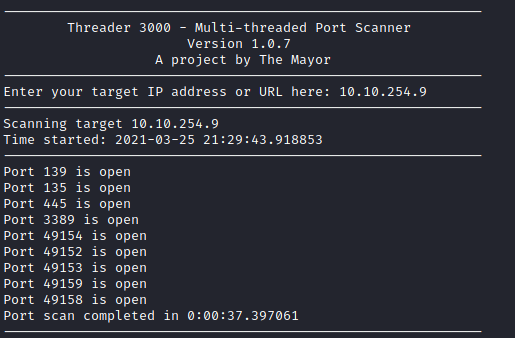 Threader 3000 - Multi-threaded Port Scanner
Version 1.0.7
A project by The Mayor
Enter your target IP address or URL here: 10.10.254.9
Scanning target 10.10.254.9
Time started: 2021-03-25 21:29:43.918853
Port 139 is open
Port 135 is open
Port 445 is open
Port 3389 is open
Port 49154 is open
Port 49152 is open
Port 49153 is open
Port 49159 is open
Port 49158 is open
Port scan completed in 0:00:37.397061